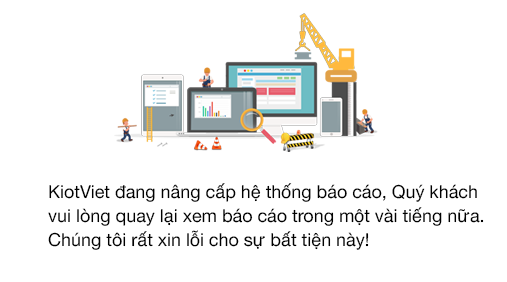 KiotViet đang nâng cấp hệ thống báo cáo, Quý khách
vui lòng quay lại xem báo cáo trong một vài tiếng nữa.
Chúng tôi rất xin lỗi cho sự bất tiện này!